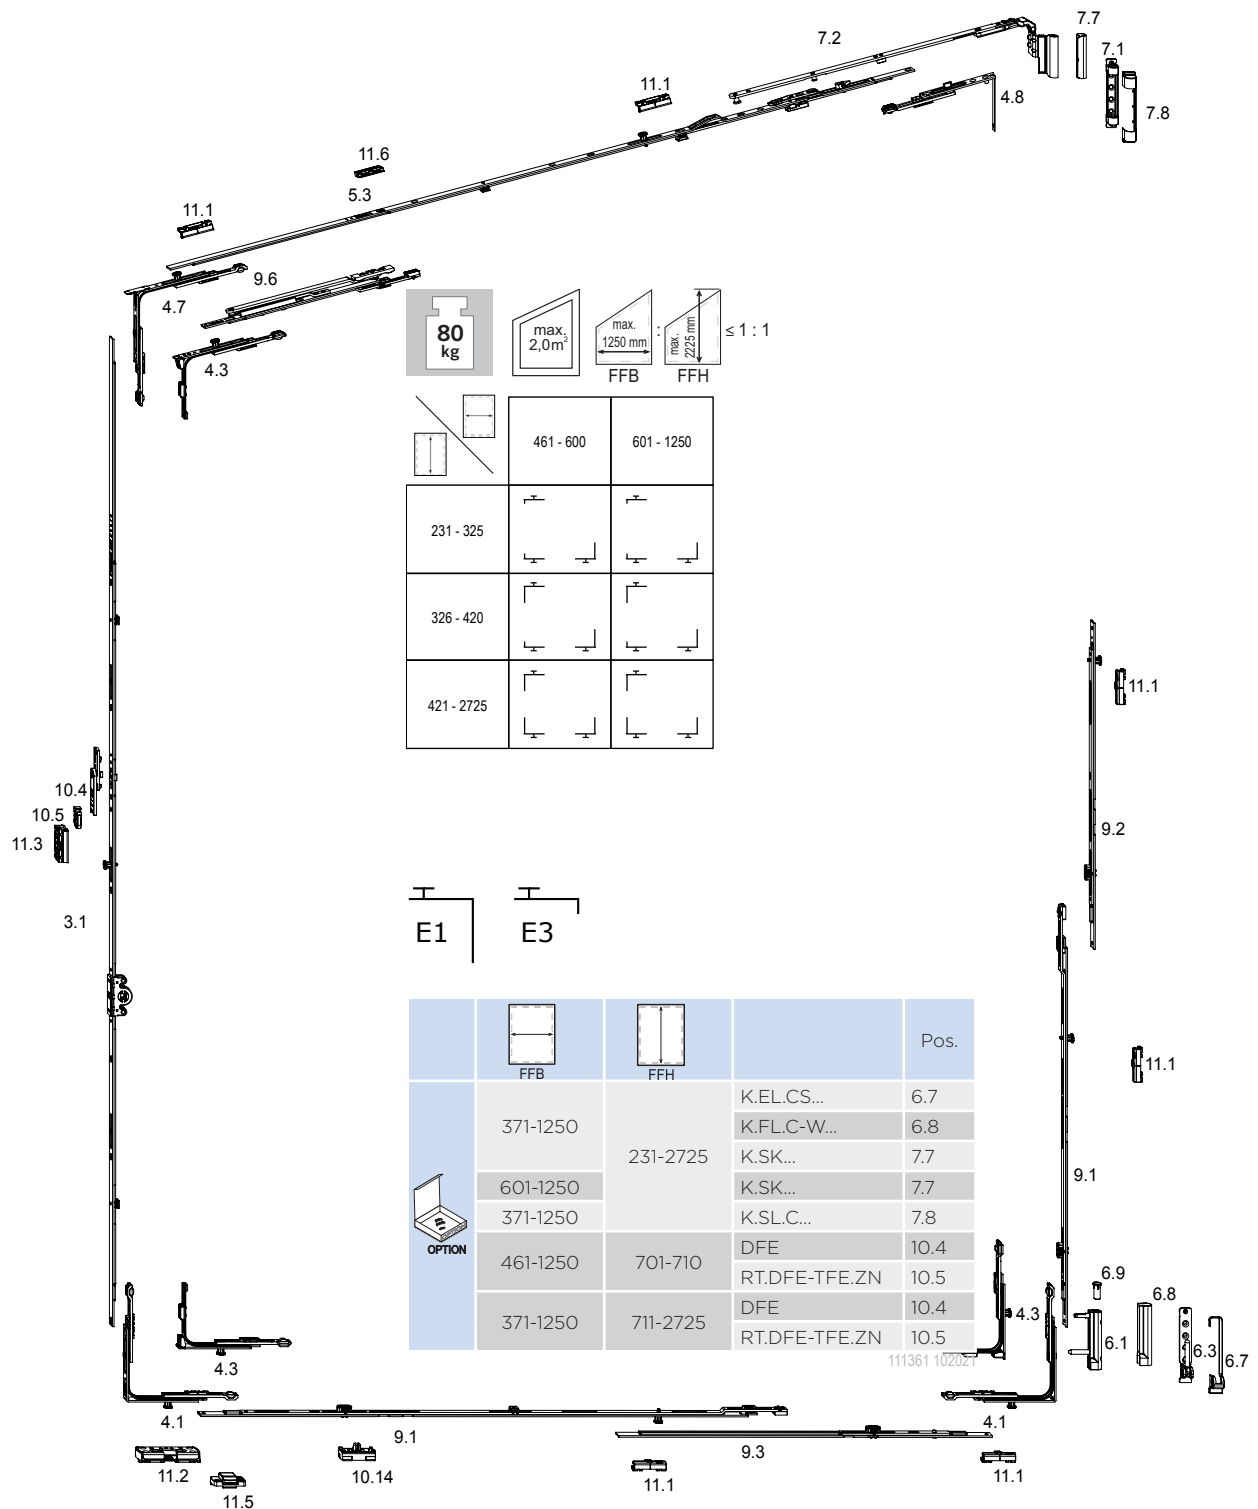 7.7
7.2
7.1
11.1
4.8
7.8
11.6
5.3
11.1
9.6
4.7
4.3
80
kg
max.
2,0m²
max.
1250 mm
FFB
:
max.
2225 mm
FFH
≤ 1 : 1
461 - 600
601 - 1250
231 - 325
326 - 420
421 - 2725
11.1
10.4
10.5
11.3
9.2
3.1
E1
E3
FFB
FFH
Pos.
OPTION
371-1250
231-2725
K.EL.CS...
6.7
K.FL.C-W...
6.8
K.SK...
7.7
601-1250
K.SK...
7.7
371-1250
K.SL.C...
7.8
461-1250
701-710
DFE
10.4
RT.DFE-TFE.ZN
10.5
371-1250
711-2725
DFE
10.4
RT.DFE-TFE.ZN
10.5
111361 102021
11.1
9.1
6.9
6.8
4.3
6.1
6.3
6.7
4.3
4.1
9.1
4.1
9.3
11.2
10.14
11.1
11.1
11.5